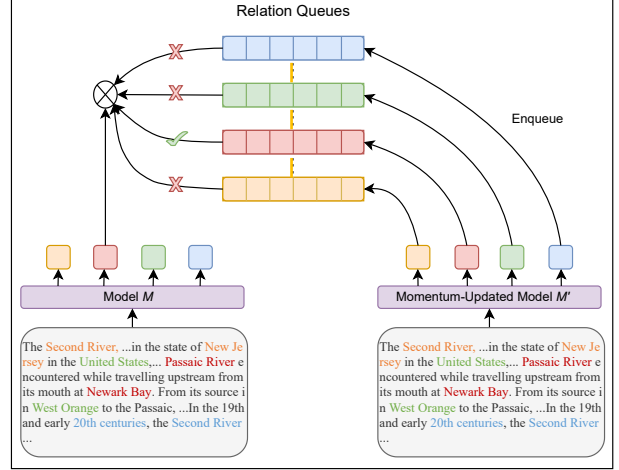 Relation Queues
X
X
X
Enqueue
Model M
Momentum-Updated Model M'
The Second River, ...in the state of New Je
rsey in the United States,... Passaic River e
ncountered while travelling upstream from
its mouth at Newark Bay. From its source i
n West Orange to the Passaic, ...In the 19th
and early 20th centuries, the Second River
...
The Second River, ...in the state of New Je
rsey in the United States,... Passaic River e
ncountered while travelling upstream from
its mouth at Newark Bay. From its source i
n West Orange to the Passaic, ...In the 19th
and early 20th centuries, the Second River
...